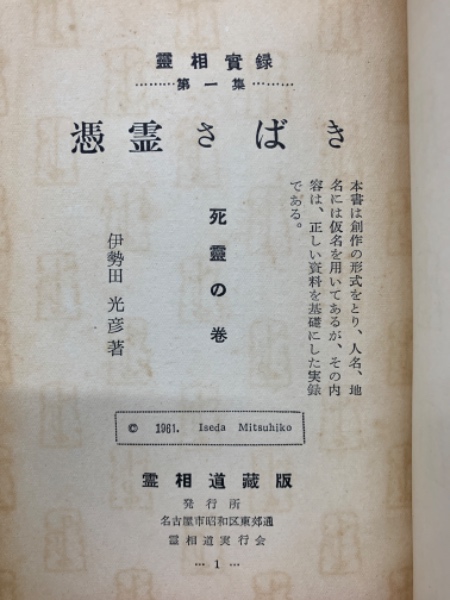 靈相實録
………第一集………
憑霊さばき
本書は創作の形式をとり、人名、地
名には仮名を用いてあるが、その内
容は、正しい資料を基礎にした実録
である。
死靈の巻
伊勢田 光彦著
© 1961. Iseda Mitsuhiko
霊相道藏版
発行所
名古屋市昭和区東郊通
霊相道実行会
… 1 …